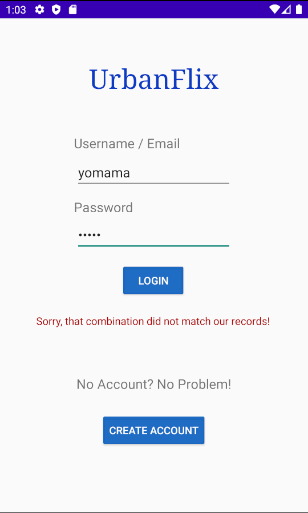 1:03
UrbanFlix
Username / Email
yomama
Password
•••••
LOGIN
Sorry, that combination did not match our records!
No Account? No Problem!
CREATE ACCOUNT